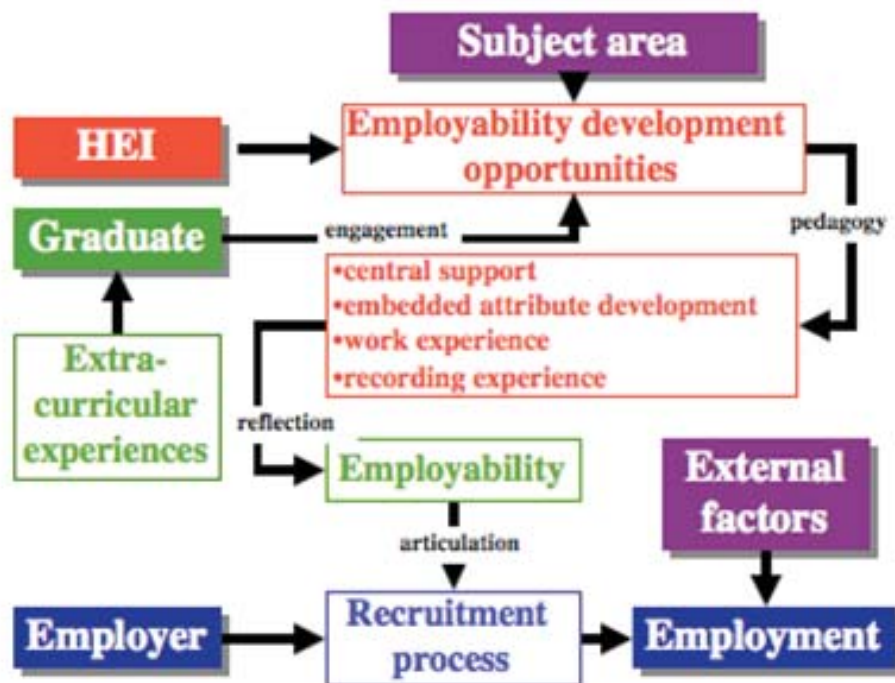 Subject area
HEI
Employability development
opportunities
Graduate
engagement
pedagogy
•central support
•embedded attribute development
•work experience
•recording experience
Extra-
curricular
experiences
reflection
Employability
External
factors
articulation
Employer
Recruitment
process
Employment